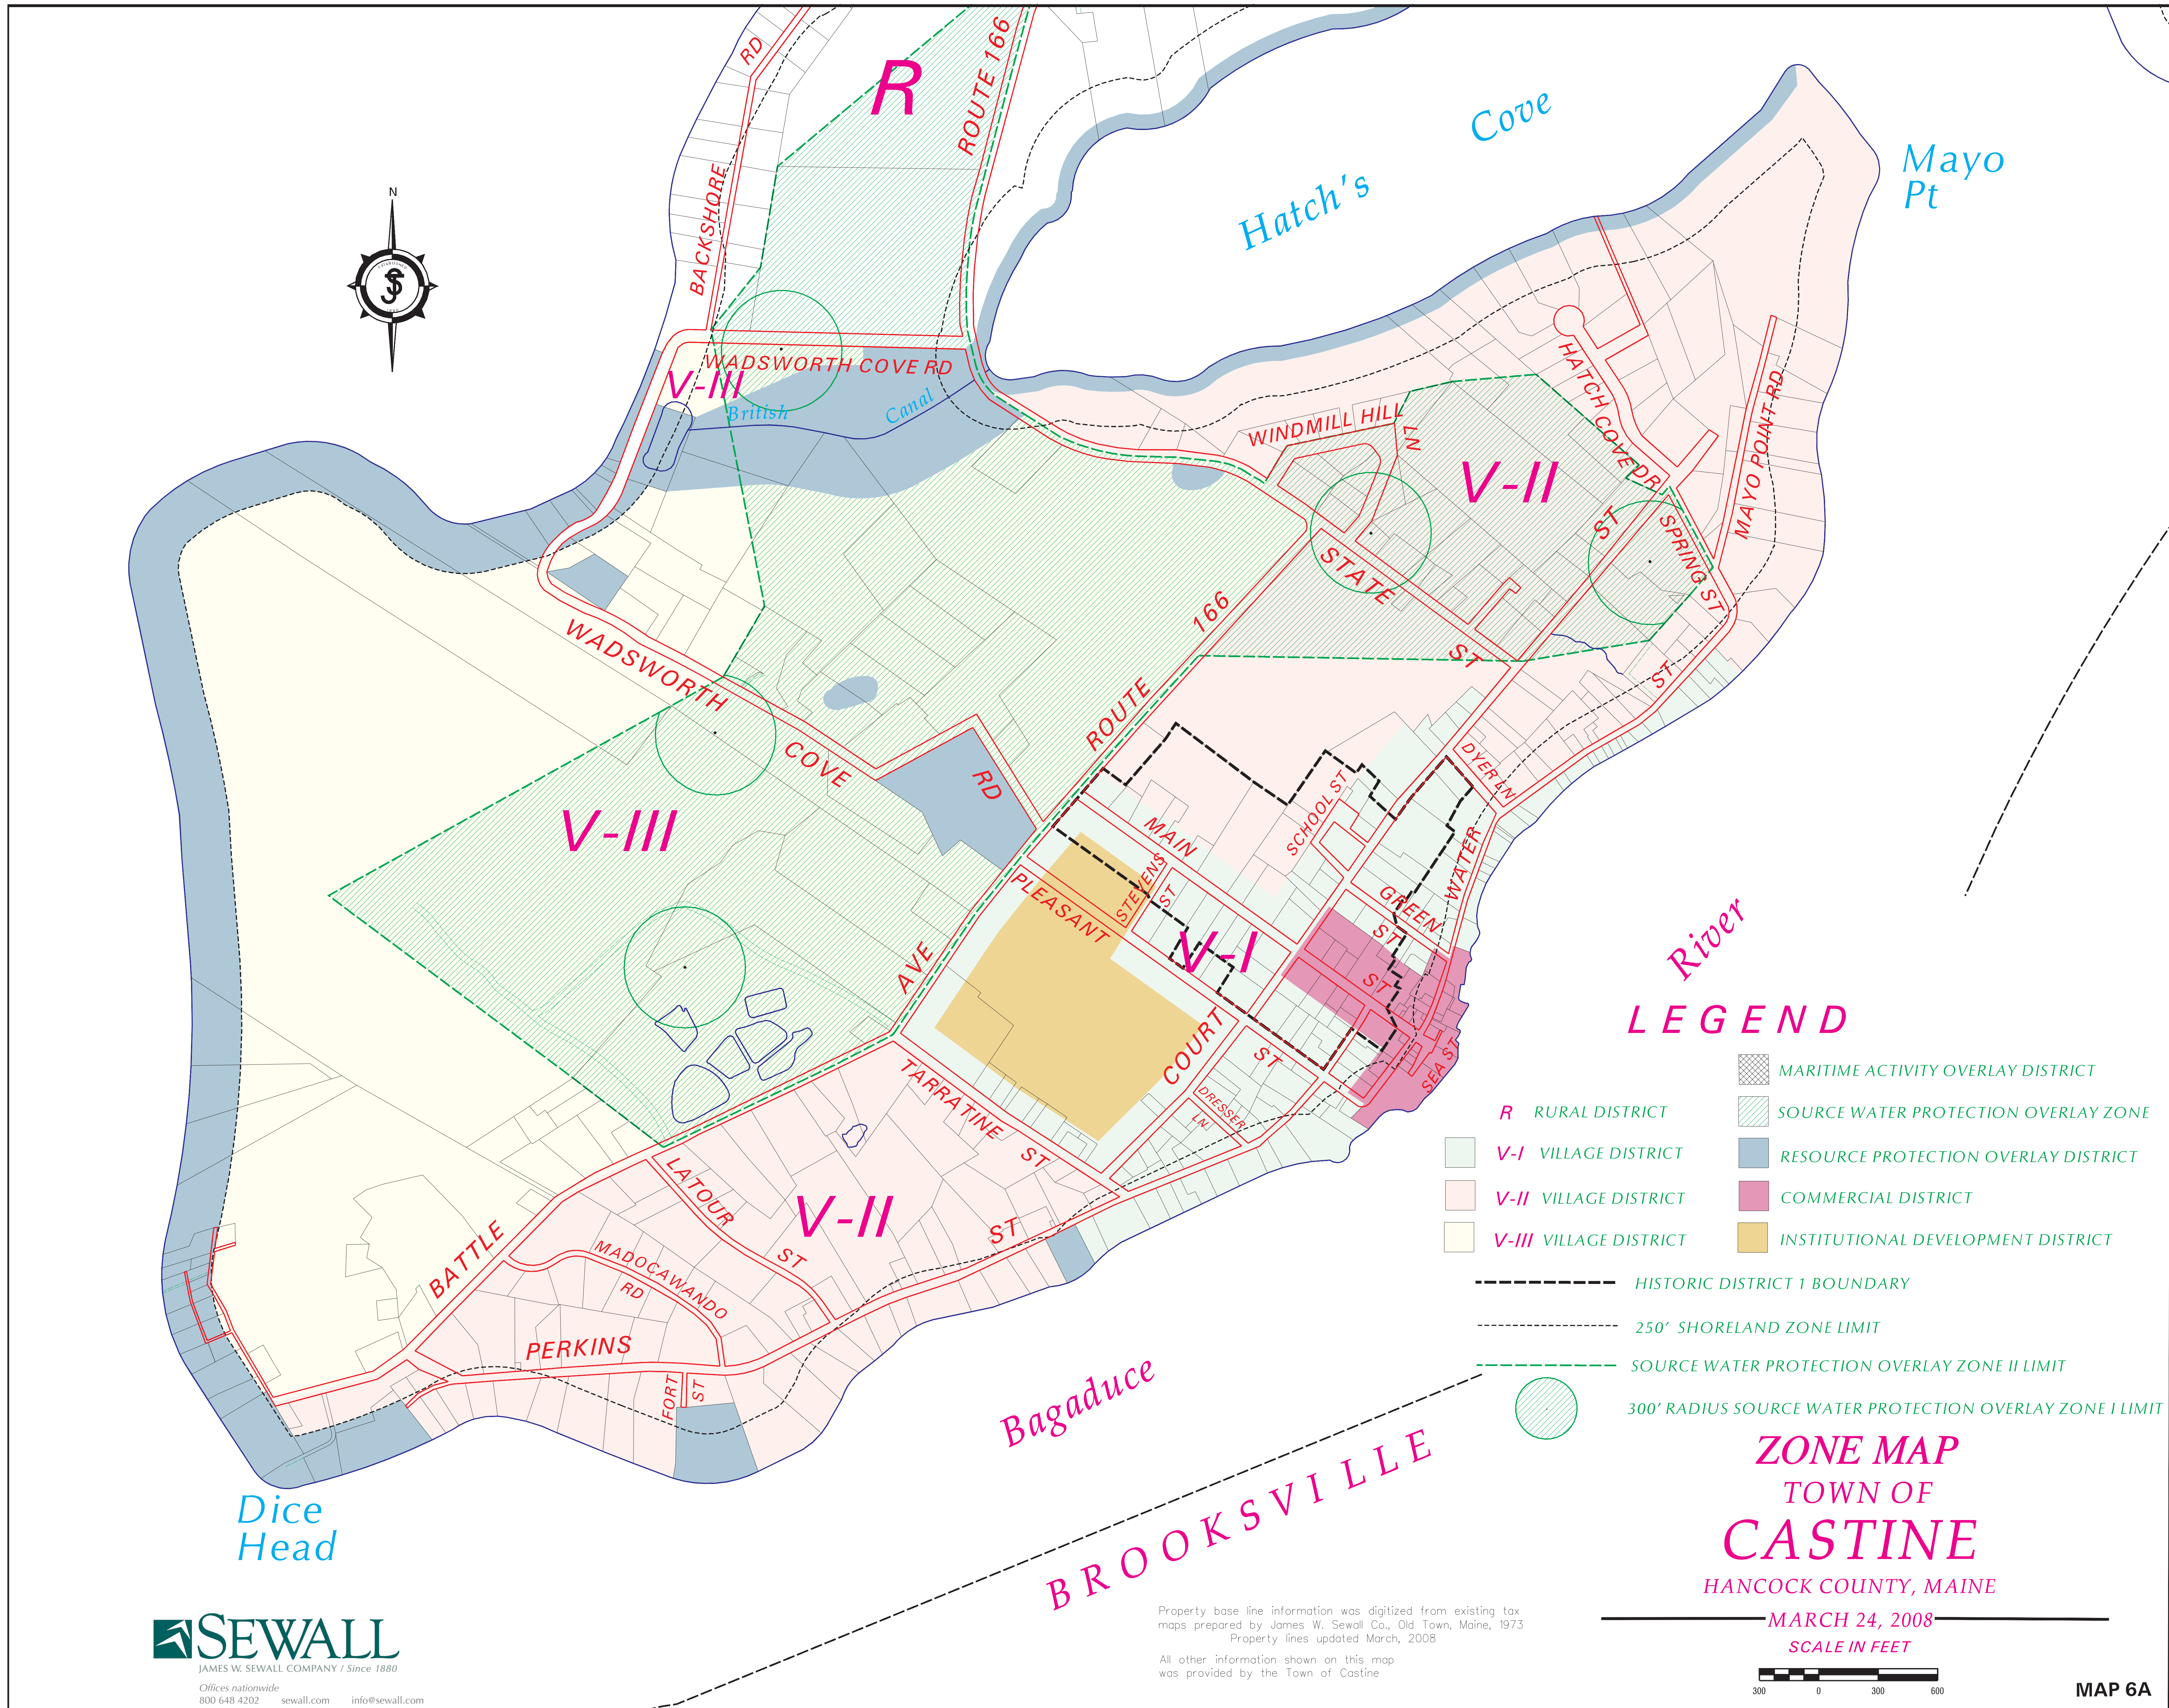 RD
R
ROUTE 166
Cove
Hatch's
Mayo
Pt
N
BACKSHORE
WADSWORTH COVE RD
V-III
British
Canal
WINDMILL HILL
LN
HATCH COVE DR
MAYO POINT RD
V-II
ST
SPRING ST
STATE
ST
166
ROUTE
WADSWORTH
COVE
RD
ST
DYER LN
SCHOOL ST
MAIN
WATER
V-III
STEVENS
ST
PLEASANT
GREEN
ST
V-I
ST
AVE
River
COURT
ST
SEA ST
DRESSER
LN
TARRATINE
ST
LATOUR
ST
V-II
ST
BATTLE
MADOCAWANDO
RD
PERKINS
FORT
ST
Bagaduce
BROOKSVILLE
Dice
Head
LEGEND
MARITIME ACTIVITY OVERLAY DISTRICT
R RURAL DISTRICT
SOURCE WATER PROTECTION OVERLAY ZONE
V-I VILLAGE DISTRICT
RESOURCE PROTECTION OVERLAY DISTRICT
V-II VILLAGE DISTRICT
COMMERCIAL DISTRICT
V-III VILLAGE DISTRICT
INSTITUTIONAL DEVELOPMENT DISTRICT
HISTORIC DISTRICT 1 BOUNDARY
250' SHORELAND ZONE LIMIT
SOURCE WATER PROTECTION OVERLAY ZONE II LIMIT
300' RADIUS SOURCE WATER PROTECTION OVERLAY ZONE I LIMIT
ZONE MAP
TOWN OF
CASTINE
HANCOCK COUNTY, MAINE
MARCH 24, 2008
SCALE IN FEET
300 0 300 600
MAP 6A
Property base line information was digitized from existing tax
maps prepared by James W. Sewall Co., Old Town, Maine, 1973
Property lines updated March, 2008
All other information shown on this map
was provided by the Town of Castine
SEWALL
JAMES W. SEWALL COMPANY / Since 1880
Offices nationwide
800 648 4202 sewall.com info@sewall.com